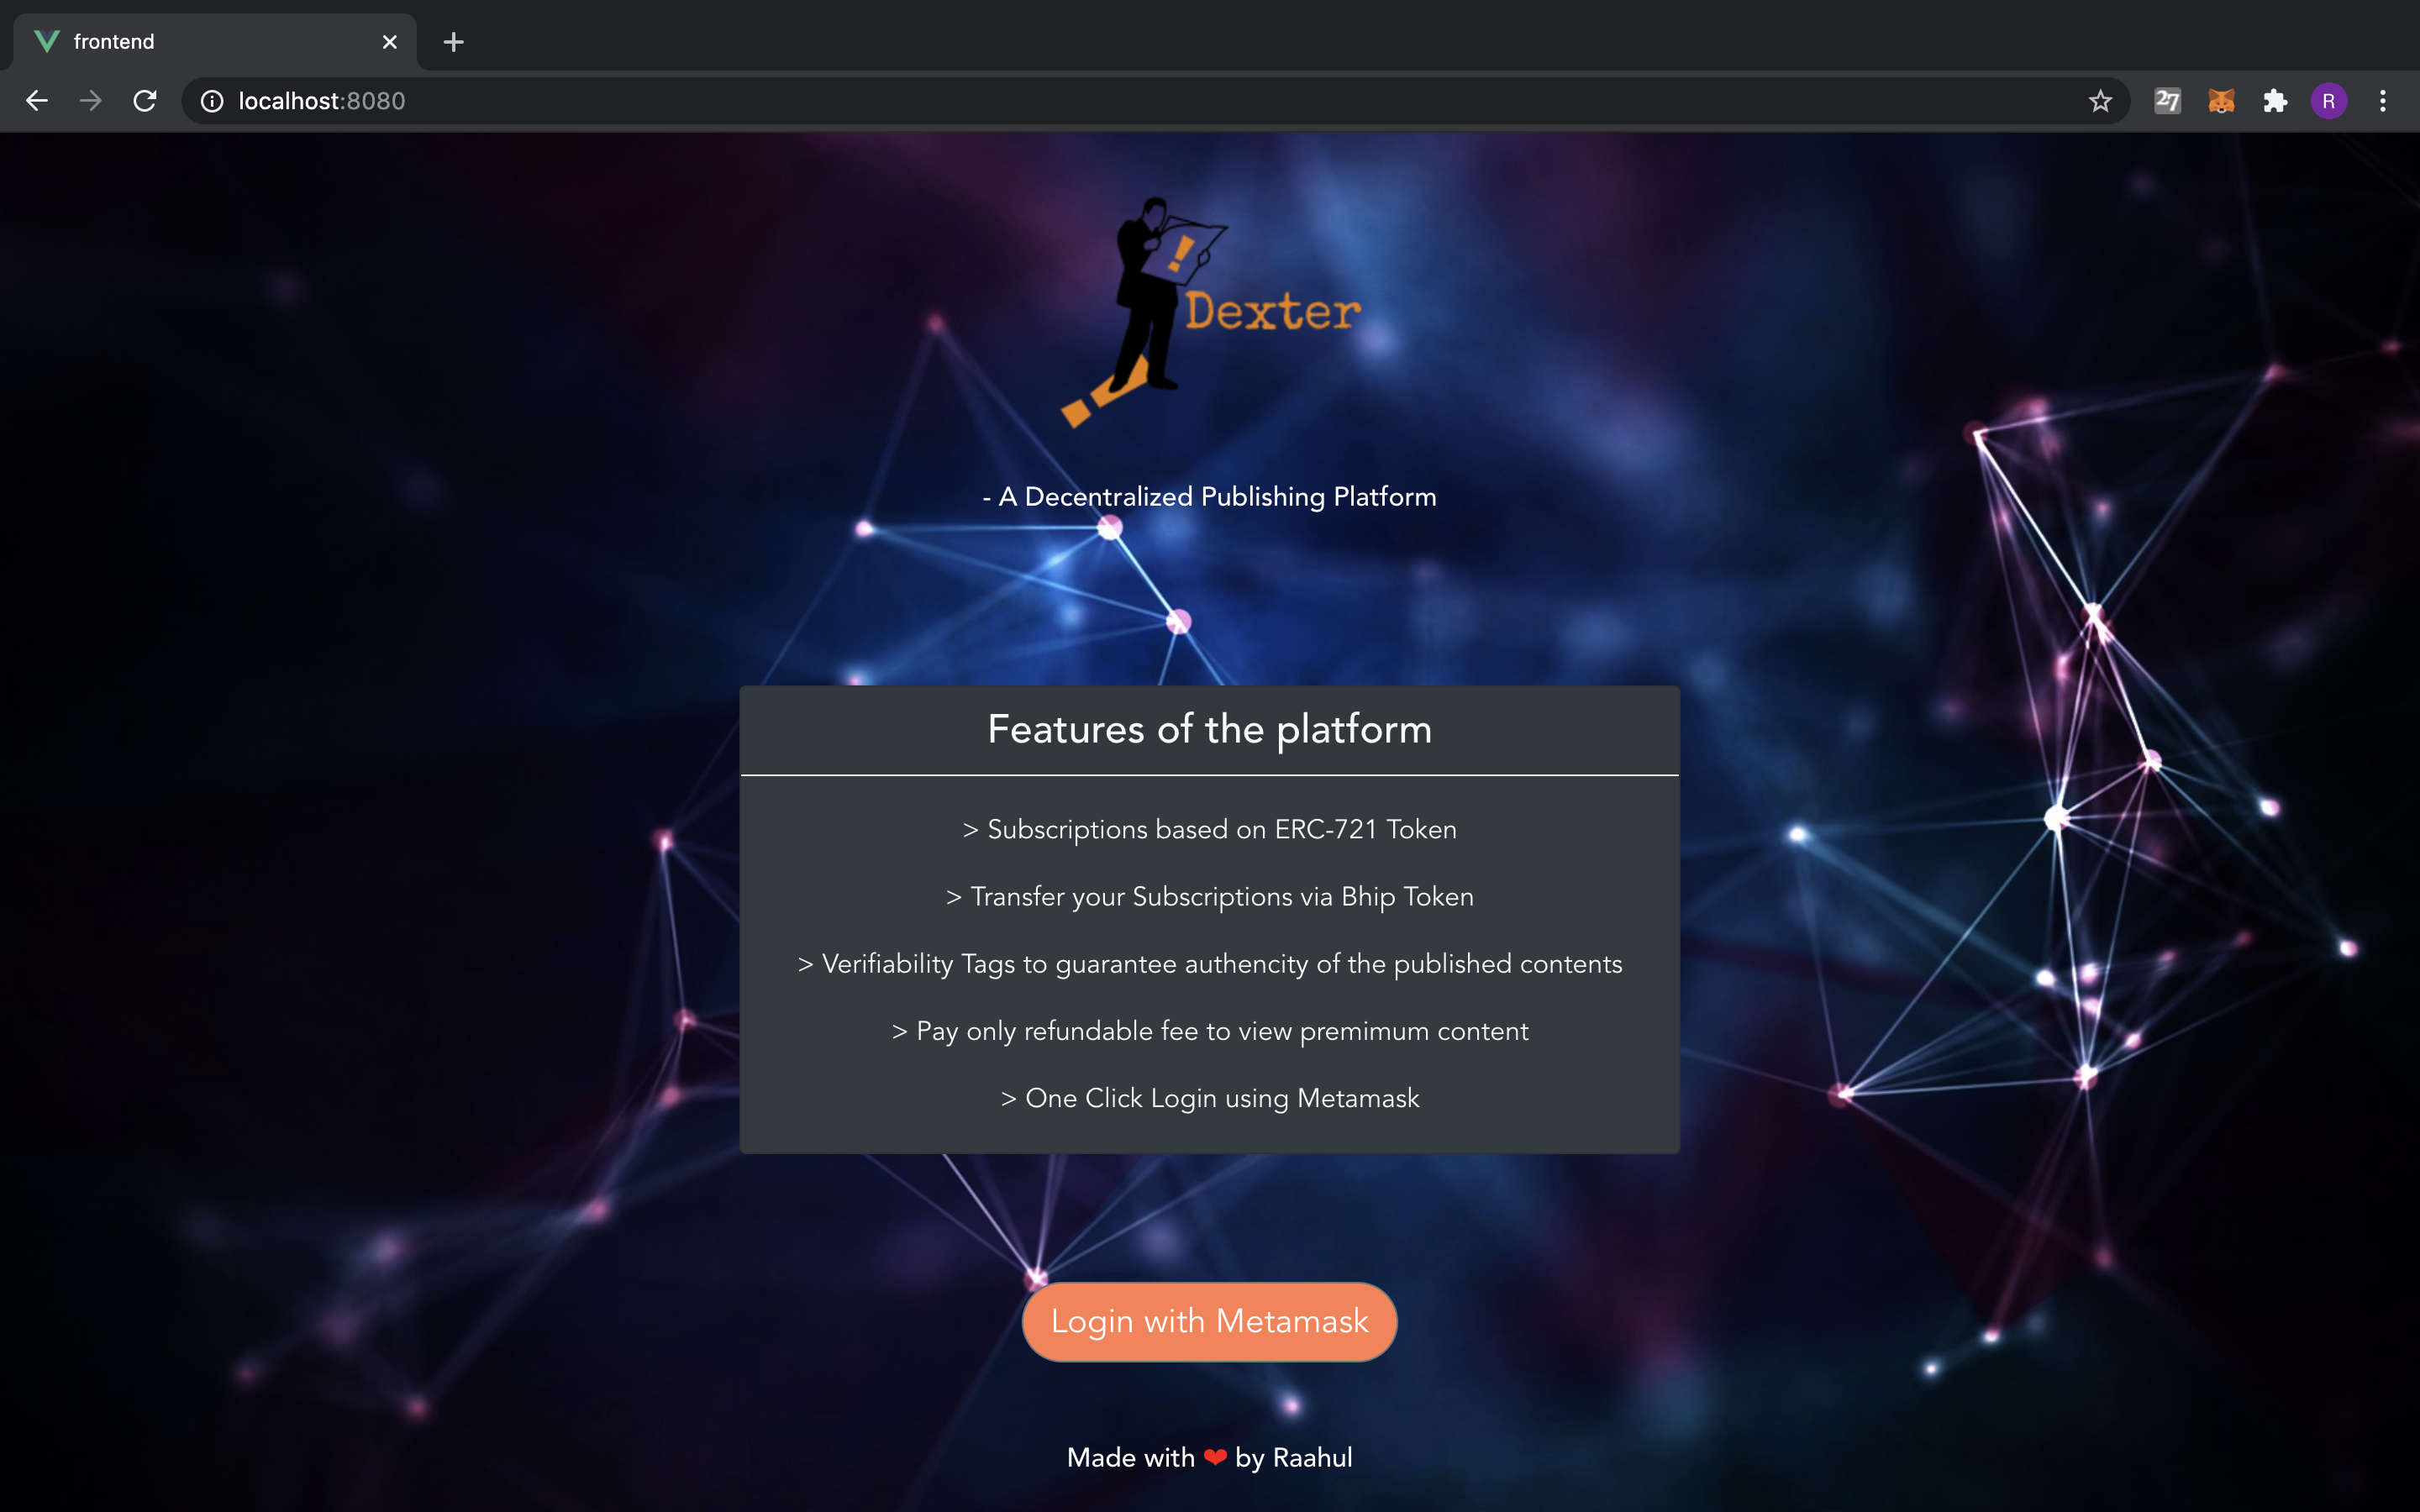 frontend
localhost:8080
27
R
!
Dexter
- A Decentralized Publishing Platform
Features of the platform
> Subscriptions based on ERC-721 Token
> Transfer your Subscriptions via Bhip Token
> Verifiability Tags to guarantee authencity of the published contents
> Pay only refundable fee to view premimum content
> One Click Login using Metamask
Login with Metamask
Made with ❤ by Raahul